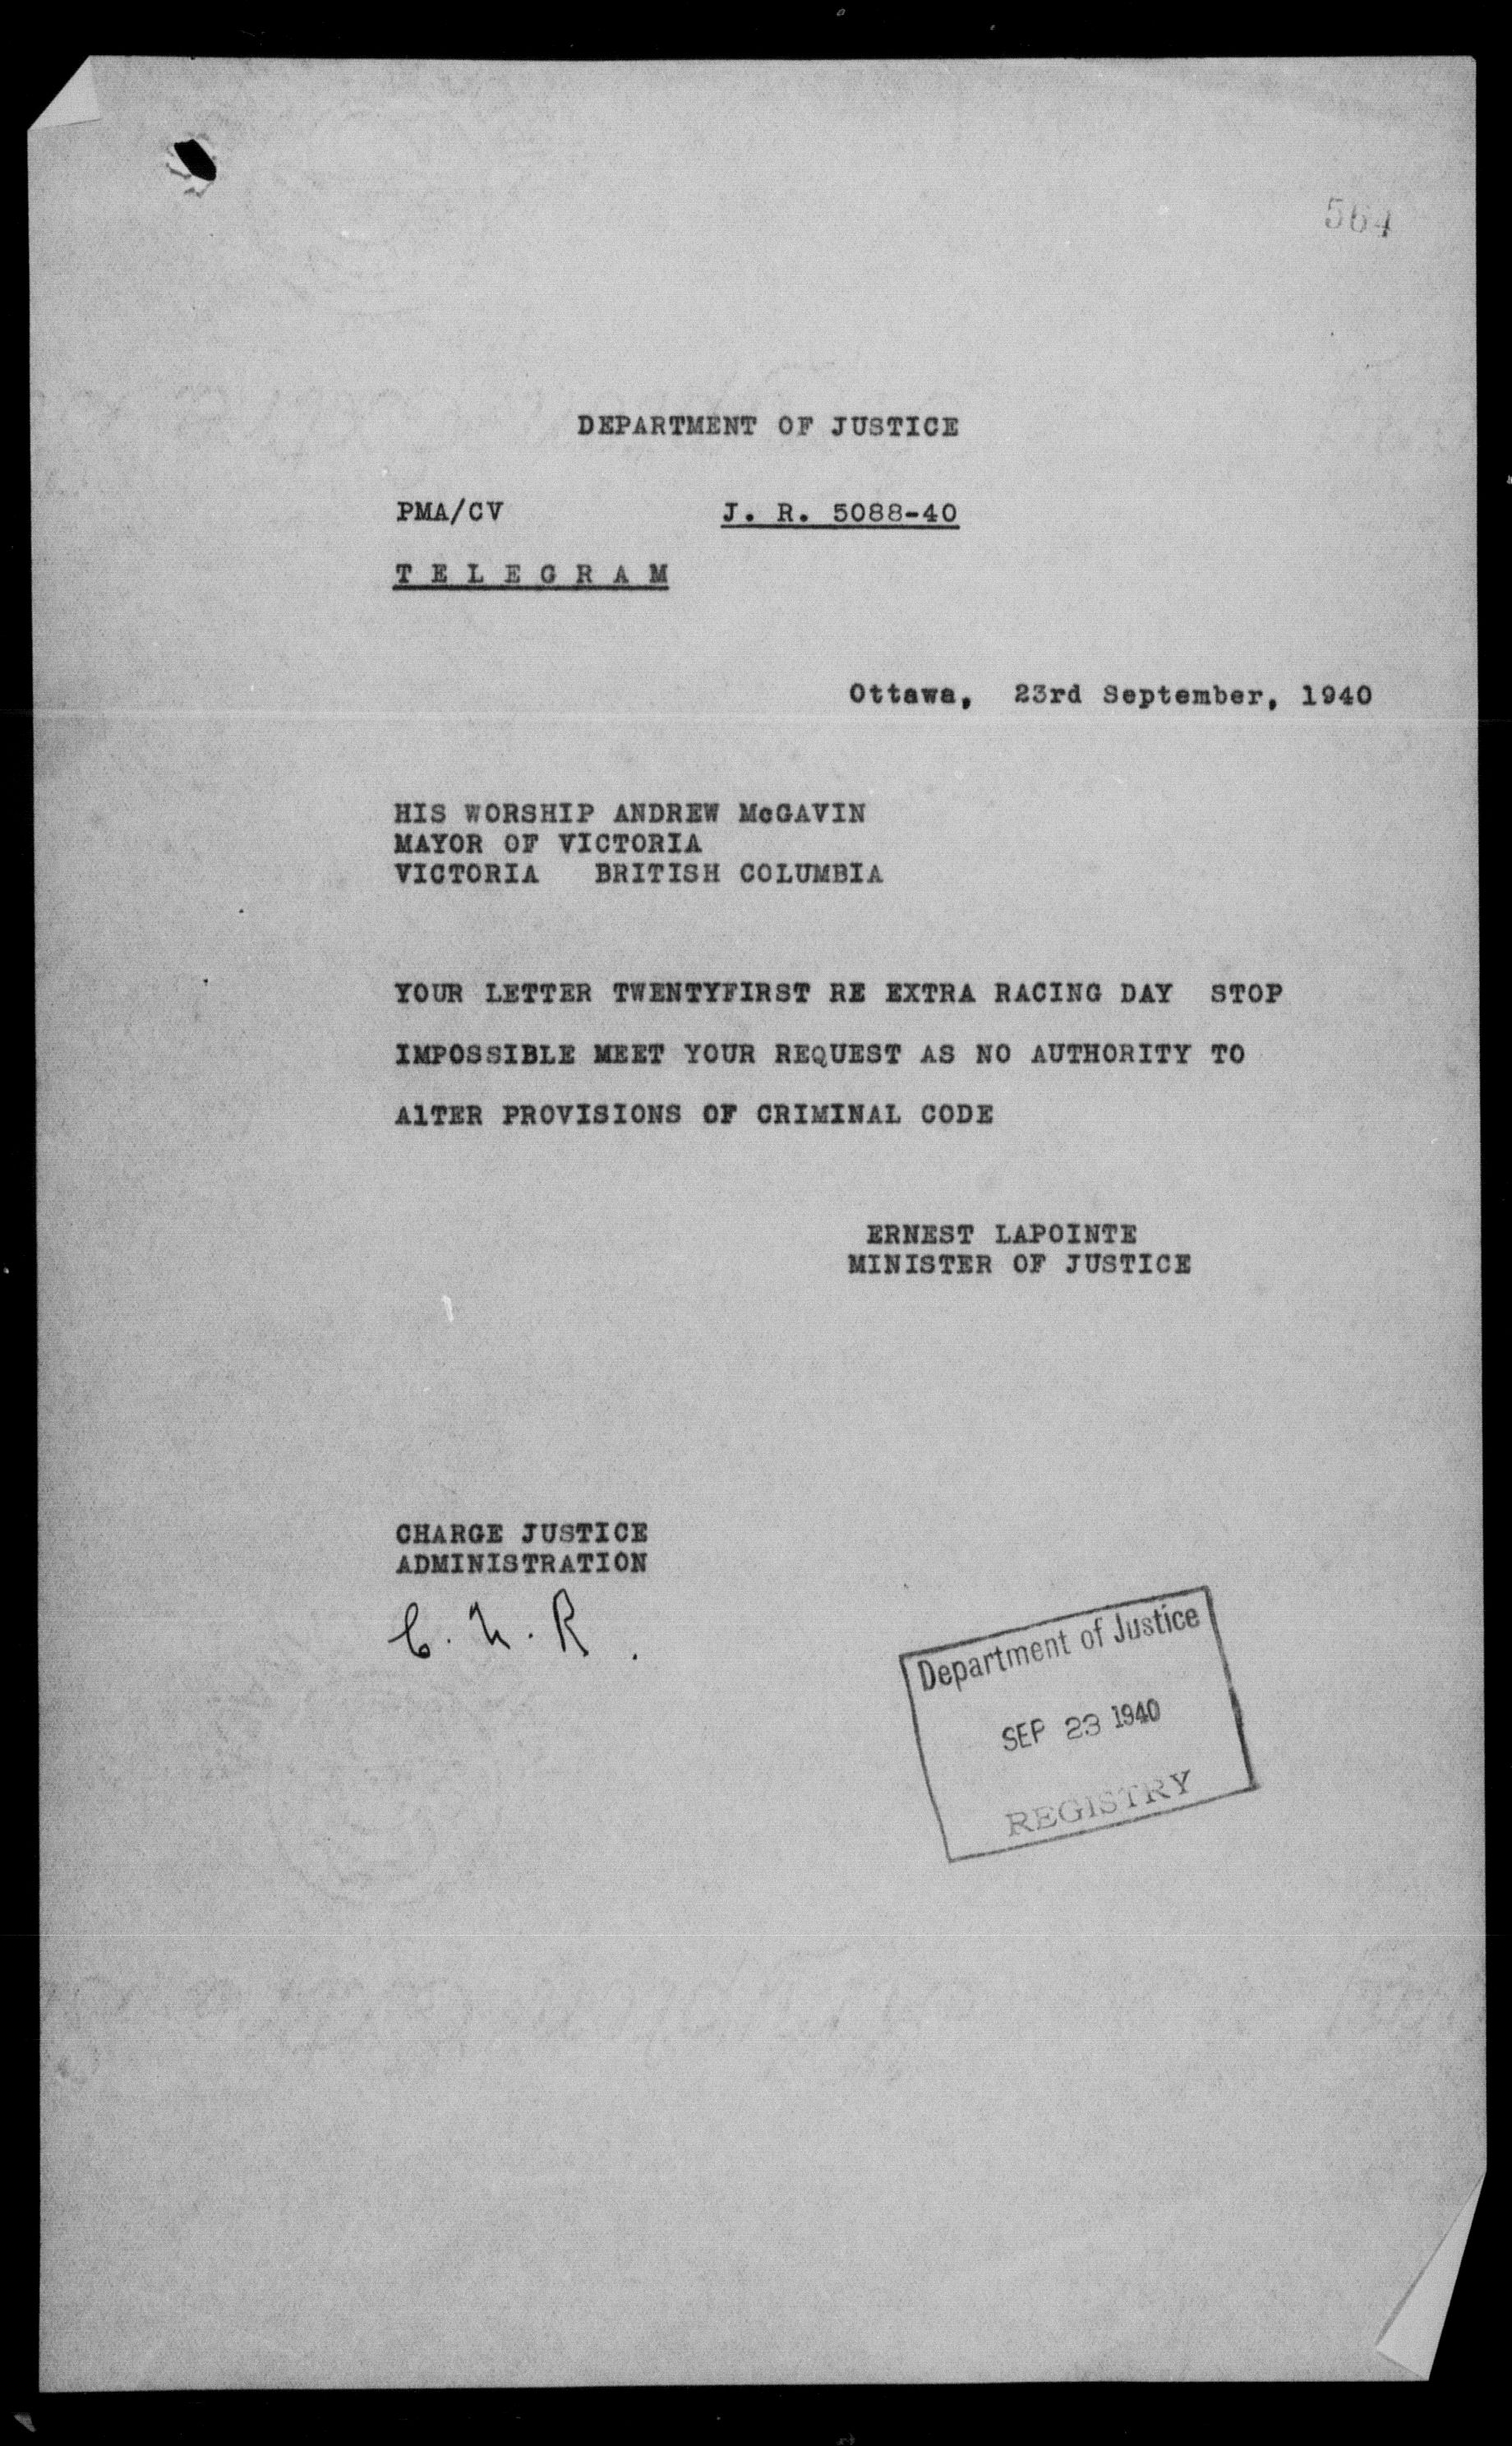 564
DEPARTMENT OF JUSTICE
PMA/CV J. R. 5088-40
T E L E G R A M
Ottawa, 23rd September, 1940
HIS WORSHIP ANDREW McGAVIN
MAYOR OF VICTORIA
VICTORIA BRITISH COLUMBIA
YOUR LETTER TWENTYFIRST RE EXTRA RACING DAY STOP
IMPOSSIBLE MEET YOUR REQUEST AS NO AUTHORITY TO
A1TER PROVISIONS OF CRIMINAL CODE
ERNEST LAPOINTE
MINISTER OF JUSTICE
CHARGE JUSTICE
ADMINISTRATION
C. N. R.
Department of Justice
SEP 23 1940
REGISTRY